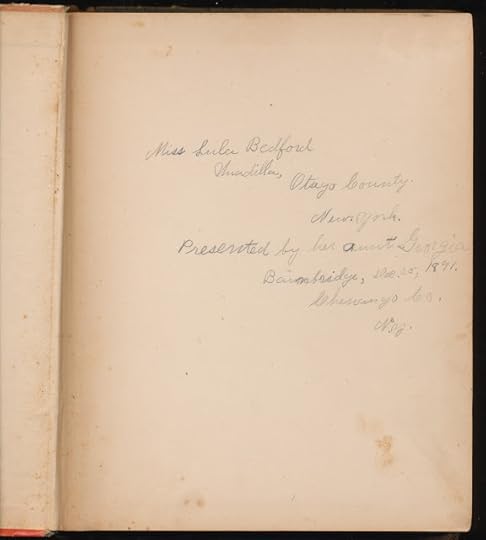 Miss Lula Bedford
Unadilla,
Otsego County.
New York.
Presented by her aunt Georgia
Bainbridge, Dec. 25, 1891.
Chenango Co.
N.Y.